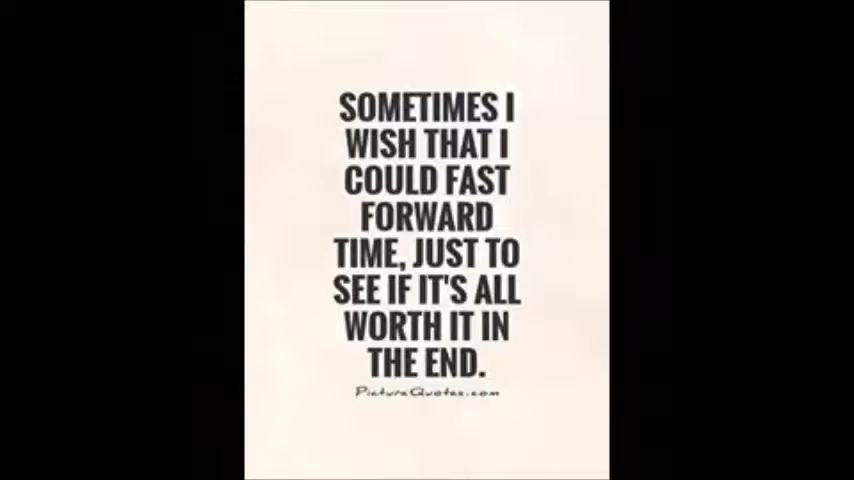 SOMETIMES I
WISH THAT I
COULD FAST
FORWARD
TIME, JUST TO
SEE IF IT'S ALL
WORTH IT IN
THE END.
PictureQuotes.com